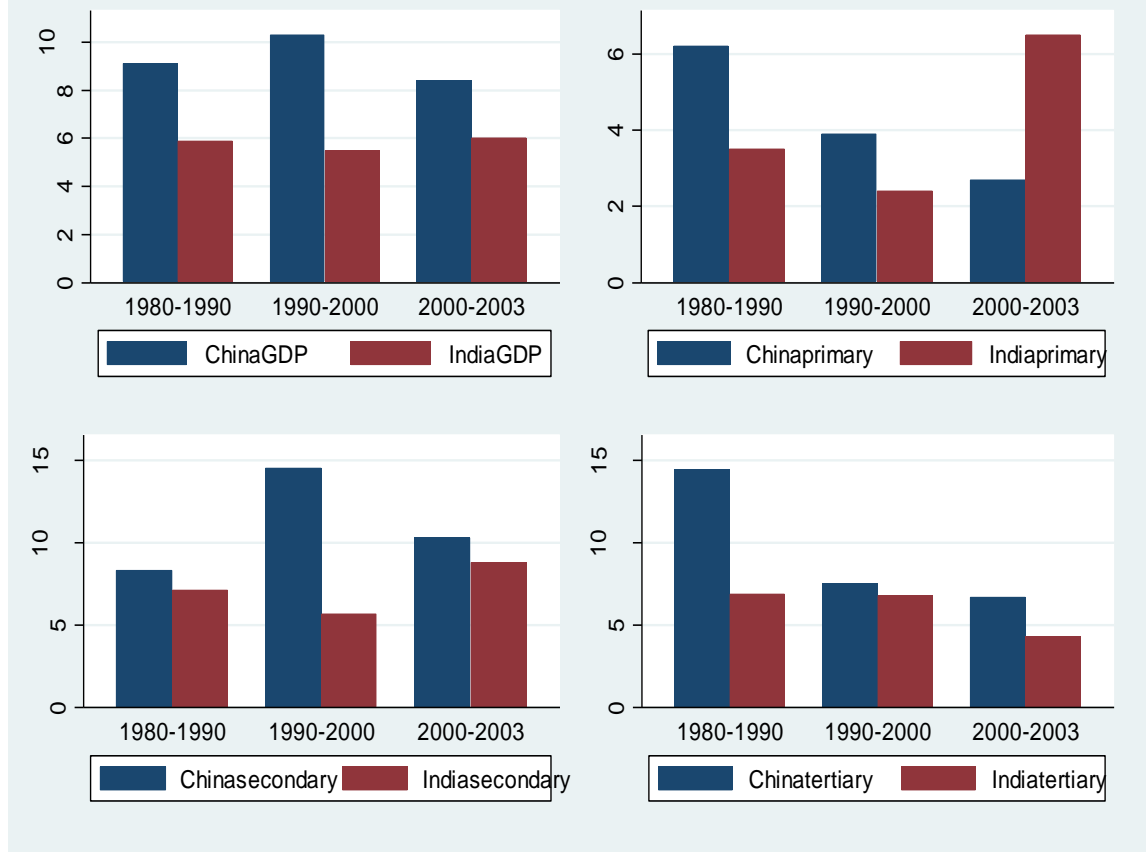 10
8
6
4
2
0
1980-1990 1990-2000 2000-2003
ChinaGDP IndiaGDP
6
4
2
0
1980-1990 1990-2000 2000-2003
Chinaprimary Indiaprimary
15
10
5
0
1980-1990 1990-2000 2000-2003
Chinasecondary Indiasecondary
15
10
5
0
1980-1990 1990-2000 2000-2003
Chinatertiary Indiatertiary